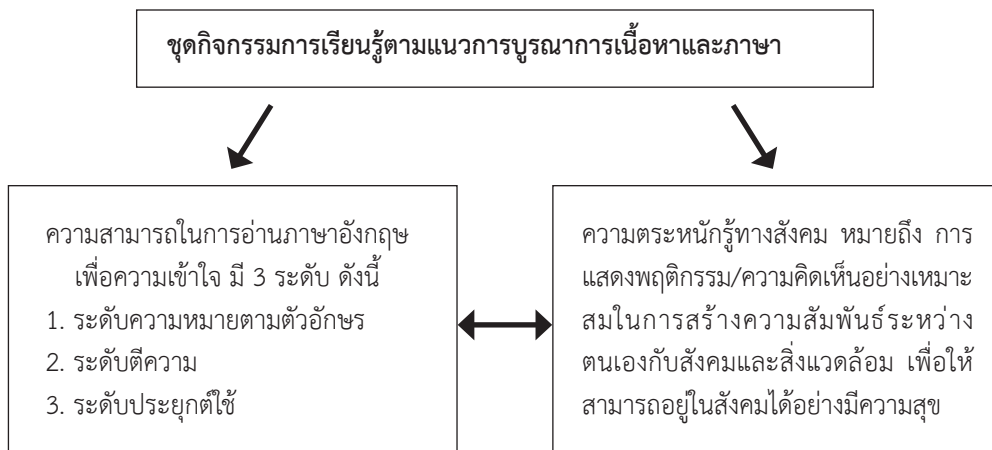 ชุดกิจกรรมการเรียนรู้ตามแนวการบูรณาการเนื้อหาและภาษา
ความสามารถในการอ่านภาษาอังกฤษ
เพื่อความเข้าใจ มี 3 ระดับ ดังนี้
1. ระดับความหมายตามตัวอักษร
2. ระดับตีความ
3. ระดับประยุกต์ใช้
ความตระหนักรู้ทางสังคม หมายถึง การ
แสดงพฤติกรรม/ความคิดเห็นอย่างเหมาะ
สมในการสร้างความสัมพันธ์ระหว่าง
ตนเองกับสังคมและสิ่งแวดล้อม เพื่อให้
สามารถอยู่ในสังคมได้อย่างมีความสุข